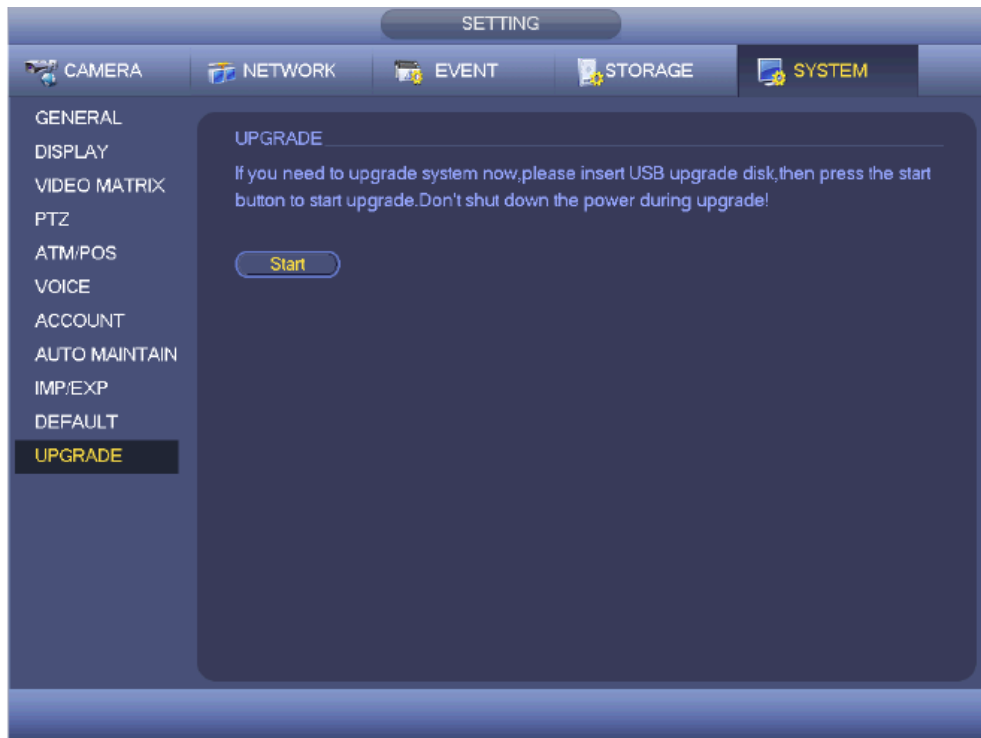 SETTING
CAMERA NETWORK EVENT STORAGE SYSTEM
GENERAL
DISPLAY
VIDEO MATRIX
PTZ
ATM/POS
VOICE
ACCOUNT
AUTO MAINTAIN
IMP/EXP
DEFAULT
UPGRADE
UPGRADE
If you need to upgrade system now,please insert USB upgrade disk,then press the start
button to start upgrade.Don't shut down the power during upgrade!
Start